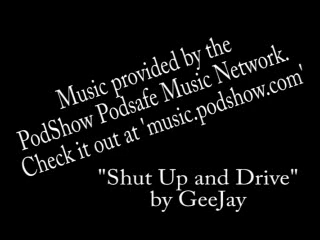 Music provided by the
PodShow Podsafe Music Network.
Check it out at 'music.podshow.com'
"Shut Up and Drive"
by GeeJay